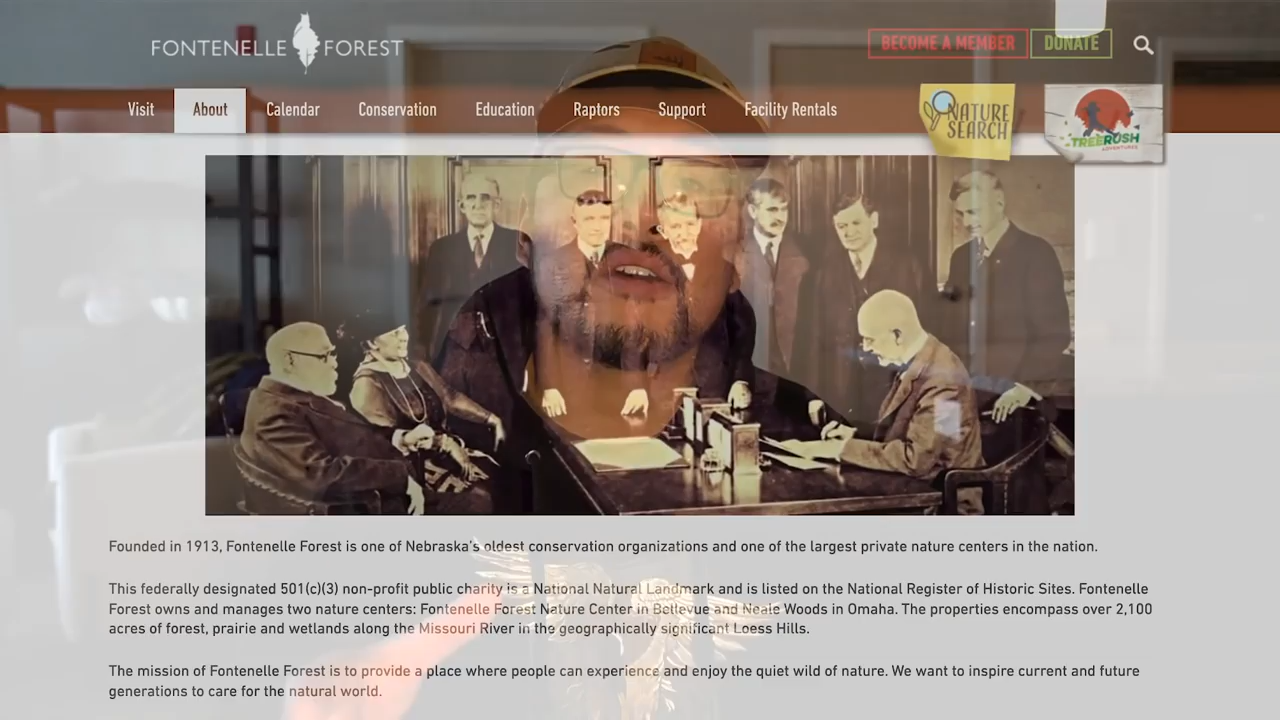 FONTENELLE FOREST
BECOME A MEMBER
DONATE
Visit
About
Calendar
Conservation
Education
Raptors
Support
Facility Rentals
NATURE
SEARCH
TREERUSH
ADVENTURES
Founded in 1913, Fontenelle Forest is one of Nebraska's oldest conservation organizations and one of the largest private nature centers in the nation.
This federally designated 501(c)(3) non-profit public charity is a National Natural Landmark and is listed on the National Register of Historic Sites. Fontenelle
Forest owns and manages two nature centers: Fontenelle Forest Nature Center in Bellevue and Neale Woods in Omaha. The properties encompass over 2,100
acres of forest, prairie and wetlands along the Missouri River in the geographically significant Loess Hills.
The mission of Fontenelle Forest is to provide a place where people can experience and enjoy the quiet wild of nature. We want to inspire current and future
generations to care for the natural world.